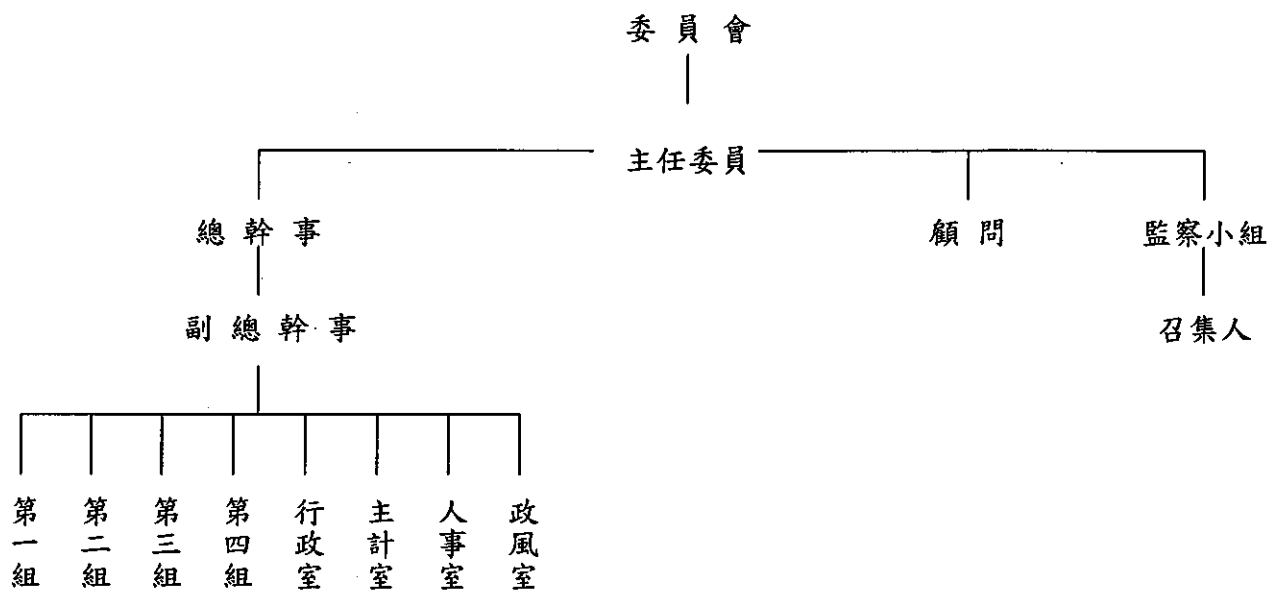 委員會
主任委員
總幹事
顧問
監察小組
副總幹事
召集人
第一組
第二組
第三組
第四組
行政室
主計室
人事室
政風室